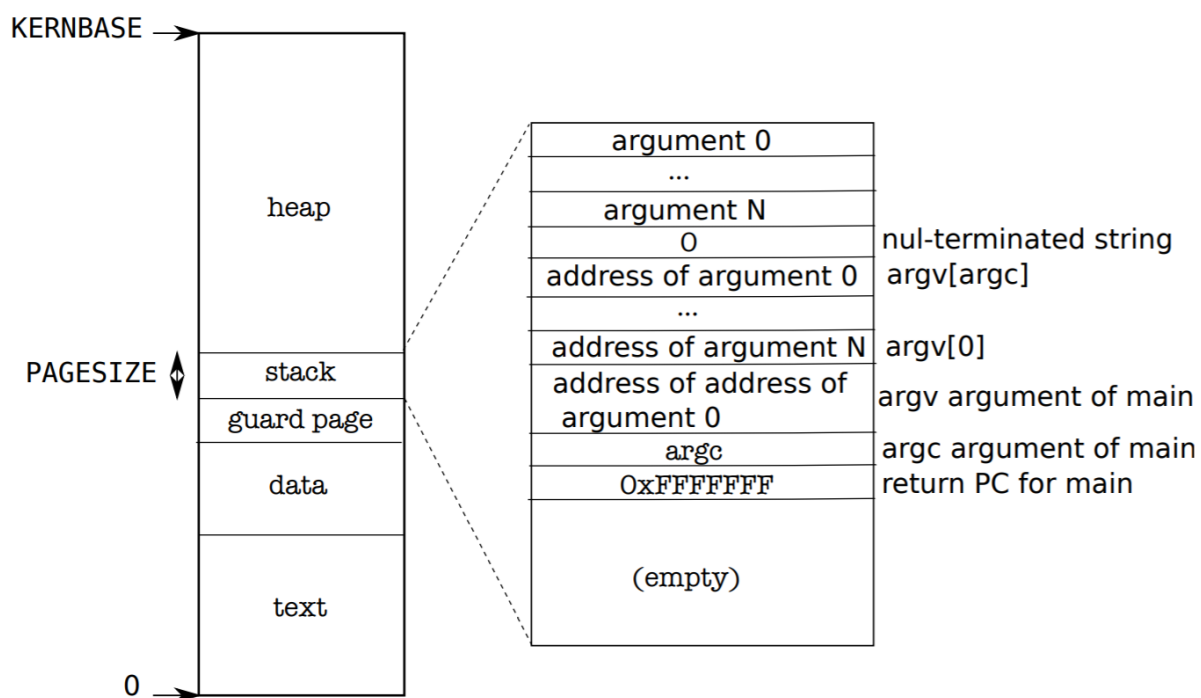 KERNBASE
heap
PAGESIZE
stack
guard page
data
text
0
argument 0
...
argument N
0
nul-terminated string
address of argument 0
argv[argc]
...
address of argument N
argv[0]
address of address of
argument 0
argv argument of main
argc
argc argument of main
0xFFFFFFF
return PC for main
(empty)